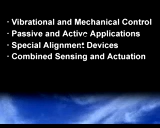 · Vibrational and Mechanical Control
· Passive and Active Applications
· Special Alignment Devices
· Combined Sensing and Actuation